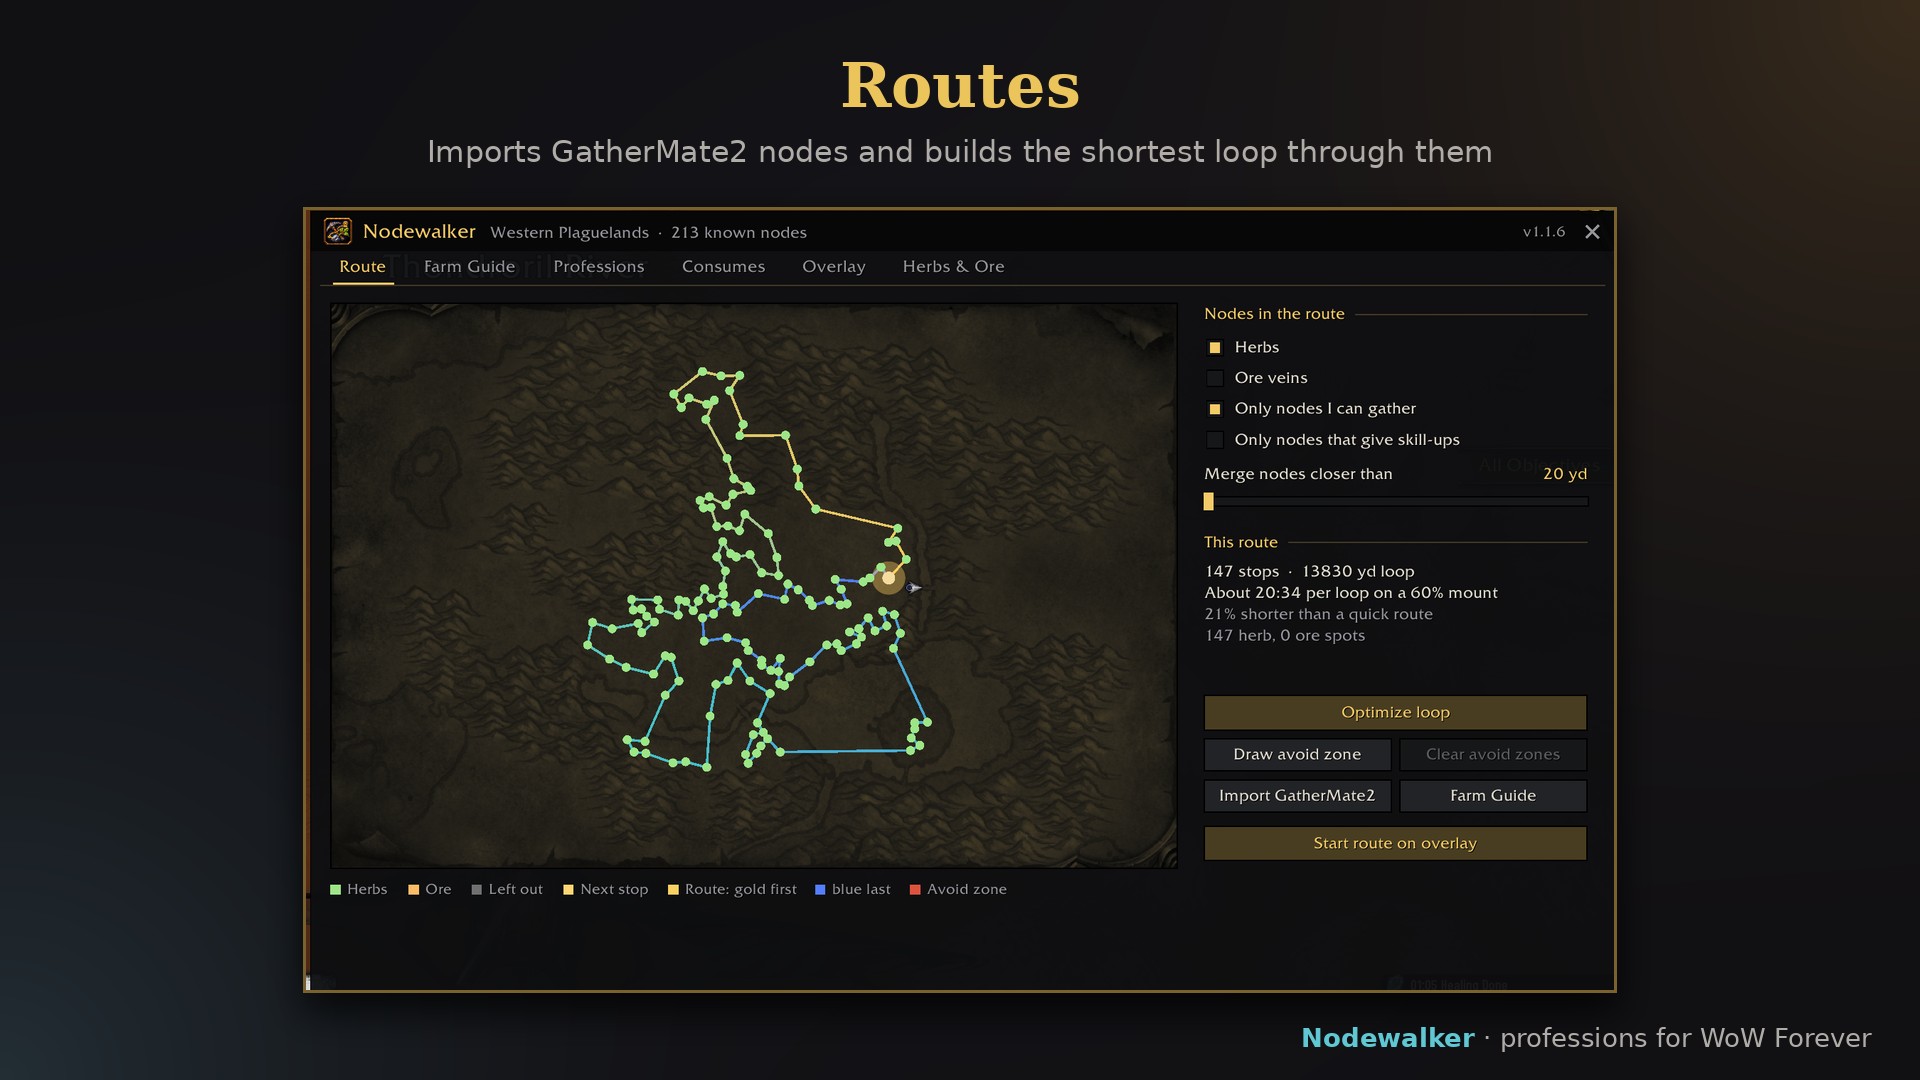 Routes
Imports GatherMate2 nodes and builds the shortest loop through them
Nodewalker Western Plaguelands · 213 known nodes v1.1.6
Route Farm Guide Professions Consumes Overlay Herbs & Ore
Nodes in the route
Herbs
Ore veins
Only nodes I can gather
Only nodes that give skill-ups
Merge nodes closer than 20 yd
This route
147 stops · 13830 yd loop
About 20:34 per loop on a 60% mount
21% shorter than a quick route
147 herb, 0 ore spots
Optimize loop
Draw avoid zone Clear avoid zones
Import GatherMate2 Farm Guide
Start route on overlay
Herbs Ore Left out Next stop Route: gold first blue last Avoid zone
Nodewalker · professions for WoW Forever